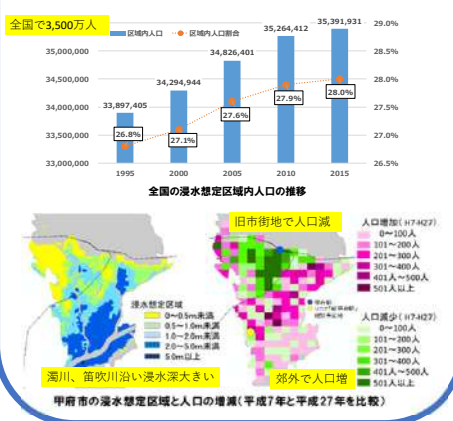 全国で3,500万人
区域内人口
区域内人口割合
35,000,000
34,500,000
34,000,000
33,500,000
33,000,000
29.0%
28.5%
28.0%
27.5%
27.0%
26.5%
33,897,405
34,294,944
34,826,401
35,264,412
35,391,931
26.8%
27.1%
27.6%
27.9%
28.0%
1995
2000
2005
2010
2015
全国の浸水想定区域内人口の推移
浸水想定区域
0~0.5m未満
0.5~1.0m未満
1.0~2.0m未満
2.0~5.0m未満
5.0m以上
濁川、笛吹川沿い浸水深大きい
旧市街地で人口減
人口増加(H7-H27)
0~100人
101~200人
201~300人
301~400人
401人~500人
501人以上
人口減少(H7-H27)
0~100人
101~200人
201~300人
301~400人
401人~500人
501人以上
郊外で人口増
甲府市の浸水想定区域と人口の増減(平成7年と平成27年を比較)